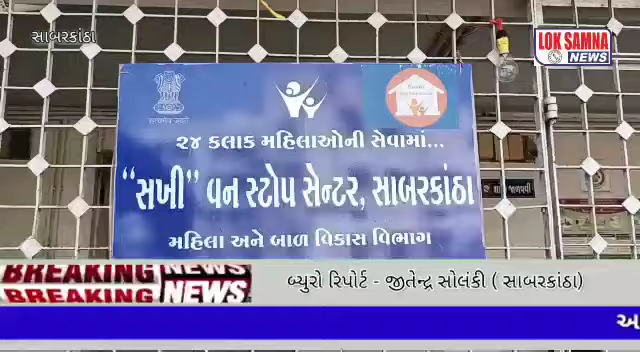 સાબરકાંઠા
LOK SAMNA
NEWS
૨૪ કલાક મહિલાઓની સેવામાં...
“સખી” વન સ્ટોપ સેન્ટર, સાબરકાંઠા
મહિલા અને બાળ વિકાસ વિભાગ
BREAKING NEWS
BREAKING NEWS
બ્યુરો રિપોર્ટ - જીતેન્દ્ર સોલંકી ( સાબરકાંઠા)
અ